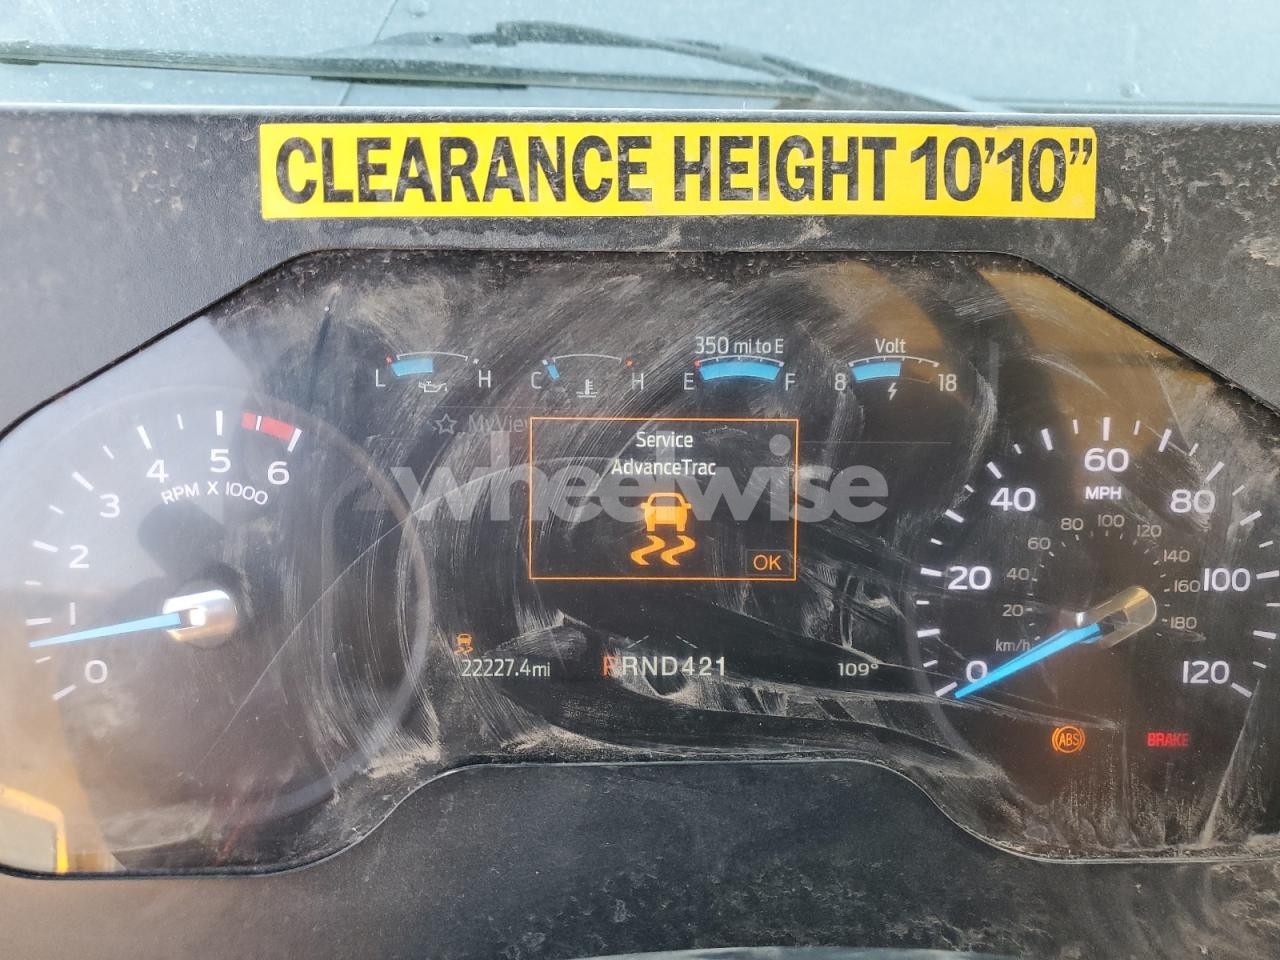 CLEARANCE HEIGHT 10'10"
350 mi to E
Volt
L H C H E F 8 18
MyView
Service
AdvanceTrac
OK
wheelwise
0 1 2 3 4 5 6
RPM X 1000
0 20 40 60 80 100 120
MPH
20 40 60 80 100 120 140 160 180
km/h
22227.4mi
PRND421
109°
ABS
BRAKE